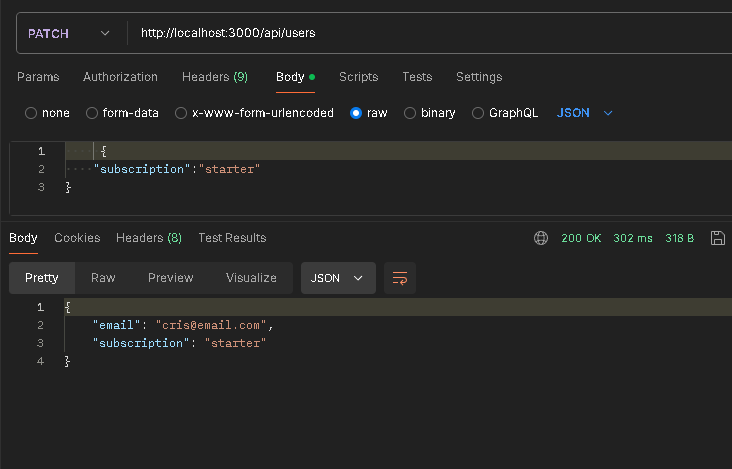 PATCH http://localhost:3000/api/users
Params Authorization Headers (9) Body Scripts Tests Settings
none form-data x-www-form-urlencoded raw binary GraphQL JSON
1 {
2 "subscription":"starter"
3 }
Body Cookies Headers (8) Test Results 200 OK 302 ms 318 B
Pretty Raw Preview Visualize JSON
1 {
2 "email": "cris@email.com",
3 "subscription": "starter"
4 }